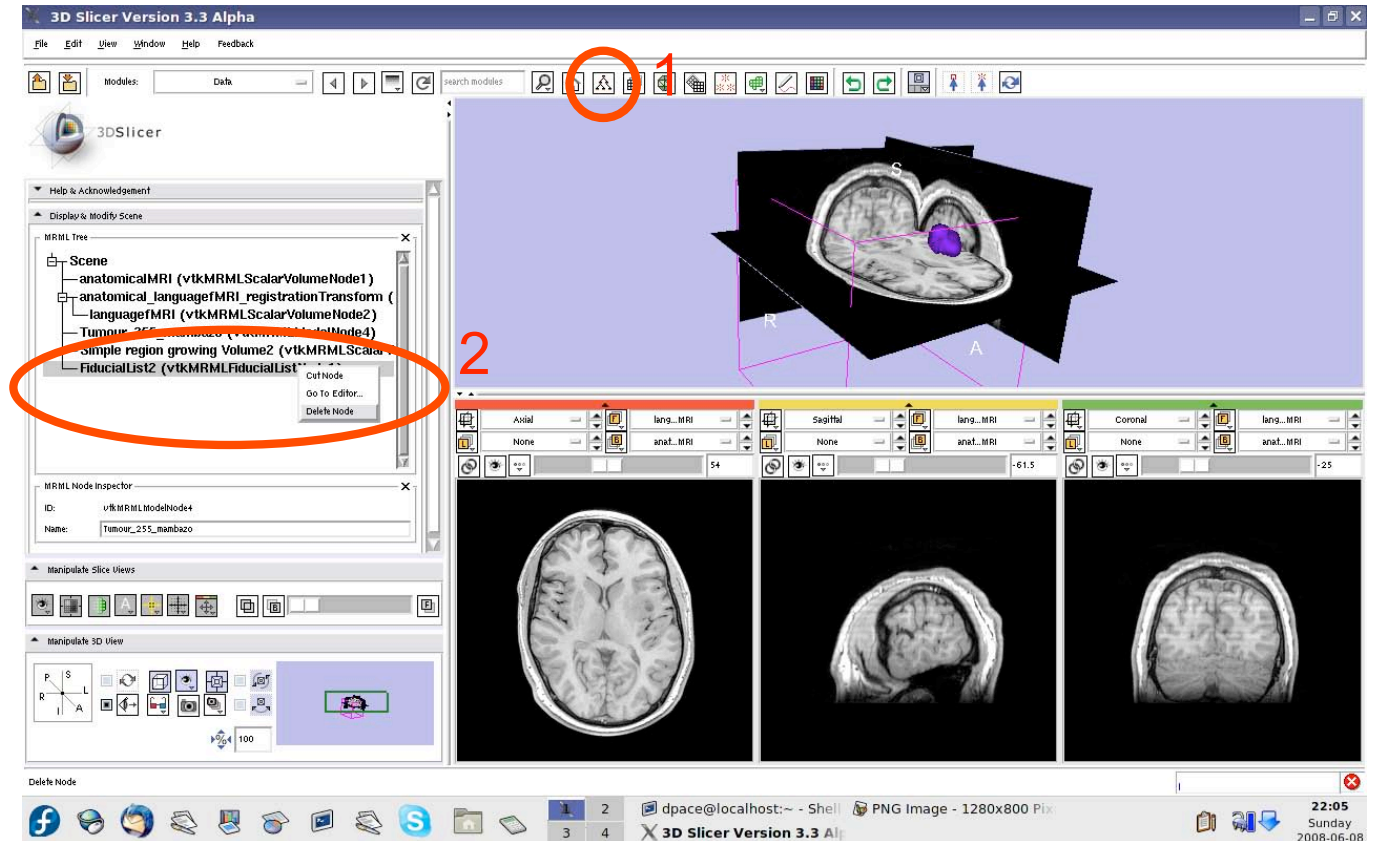 3D Slicer Version 3.3 Alpha
File Edit View Window Help Feedback
Modules: Data search modules
1
3DSlicer
Help & Acknowledgement
Display & Modify Scene
MRML Tree
Scene
anatomicalMRI (vtkMRMLScalarVolumeNode1)
anatomical_languagefMRI_registrationTransform (
languagefMRI (vtkMRMLScalarVolumeNode2)
Tumour_255_mambazo (vtkMRMLModelNode4)
Simple region growing Volume2 (vtkMRMLScalar
FiducialList2 (vtkMRMLFiducialList
Cut Node
Go To Editor...
Delete Node
2
MRML Node Inspector
ID: vtkMRMLModelNode4
Name: Tumour_255_mambazo
Manipulate Slice Views
A
B F
Manipulate 3D View
P S
R L
I A
% 100
S
R
A
Axial F lang...MRI
L None B anat...MRI
54
Sagittal F lang...MRI
L None B anat...MRI
-61.5
Coronal F lang...MRI
L None B anat...MRI
-25
Delete Node
1 2
3 4
dpace@localhost:~ - Shell
PNG Image - 1280x800 Pix
3D Slicer Version 3.3 Al
22:05
Sunday
2008-06-08